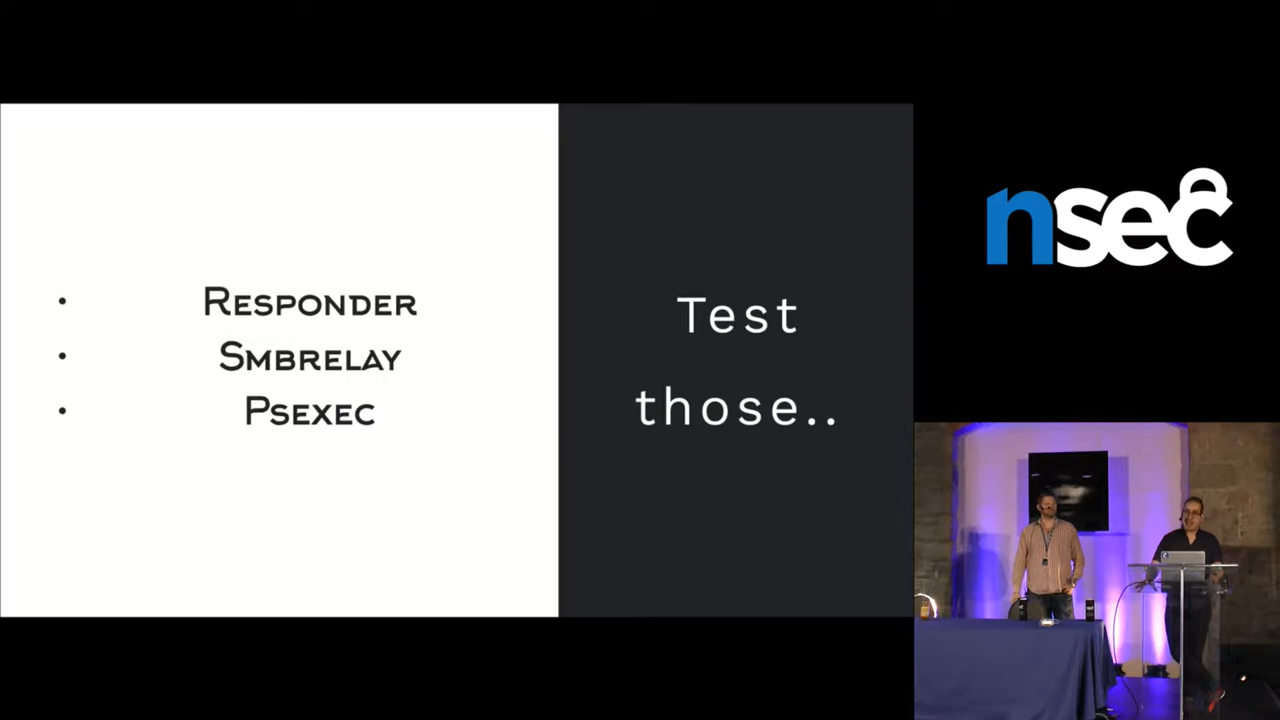 • Responder
• Smbrelay
• Psexec
Test
those..
nsec